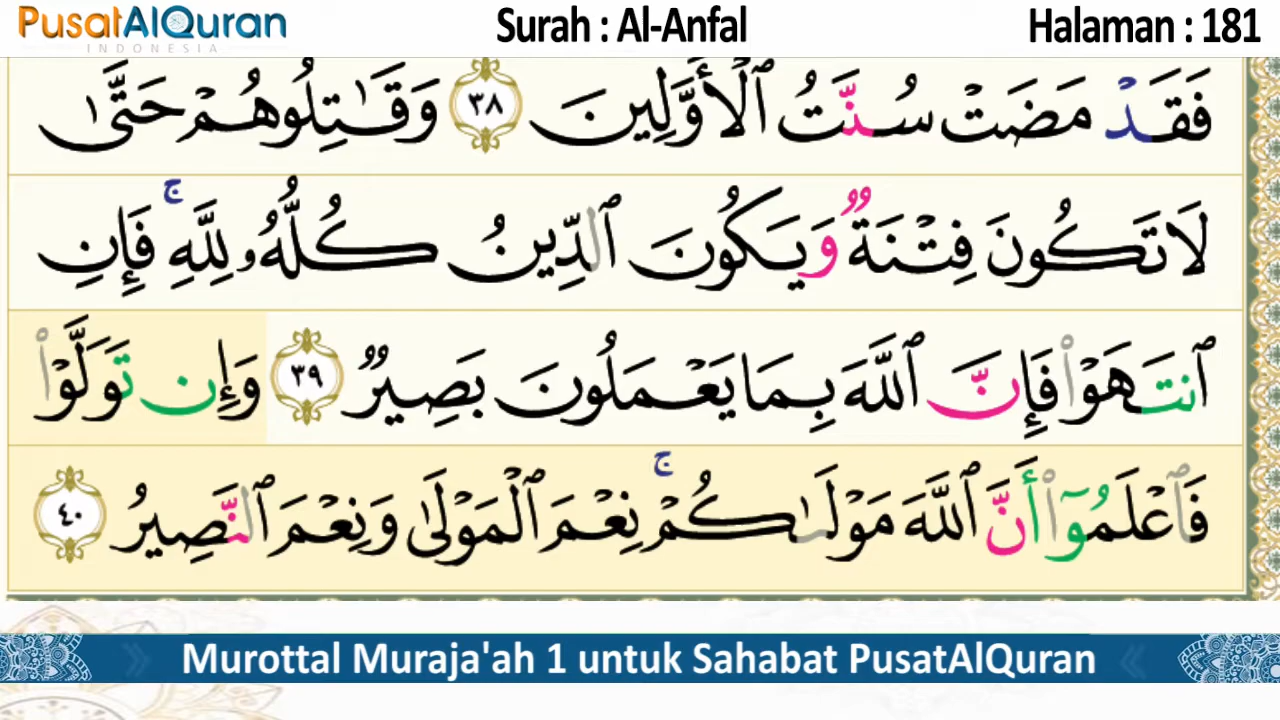 PusatAlQuran
INDONESIA
Surah : Al-Anfal
Halaman : 181
فَقَدْ مَضَتْ سُنَّتُ ٱلْأَوَّلِينَ ٣٨ وَقَـٰتِلُوهُمْ حَتَّىٰ
لَا تَكُونَ فِتْنَةٌ وَيَكُونَ ٱلدِّينُ كُلُّهُۥ لِلَّهِ ۚ فَإِنِ
ٱنتَهَوْا۟ فَإِنَّ ٱللَّهَ بِمَا يَعْمَلُونَ بَصِيرٌ ٣٩ وَإِن تَوَلَّوْا۟
فَٱعْلَمُوٓا۟ أَنَّ ٱللَّهَ مَوْلَىٰكُمْ ۚ نِعْمَ ٱلْمَوْلَىٰ وَنِعْمَ ٱلنَّصِيرُ ٤٠
Murottal Muraja'ah 1 untuk Sahabat PusatAlQuran